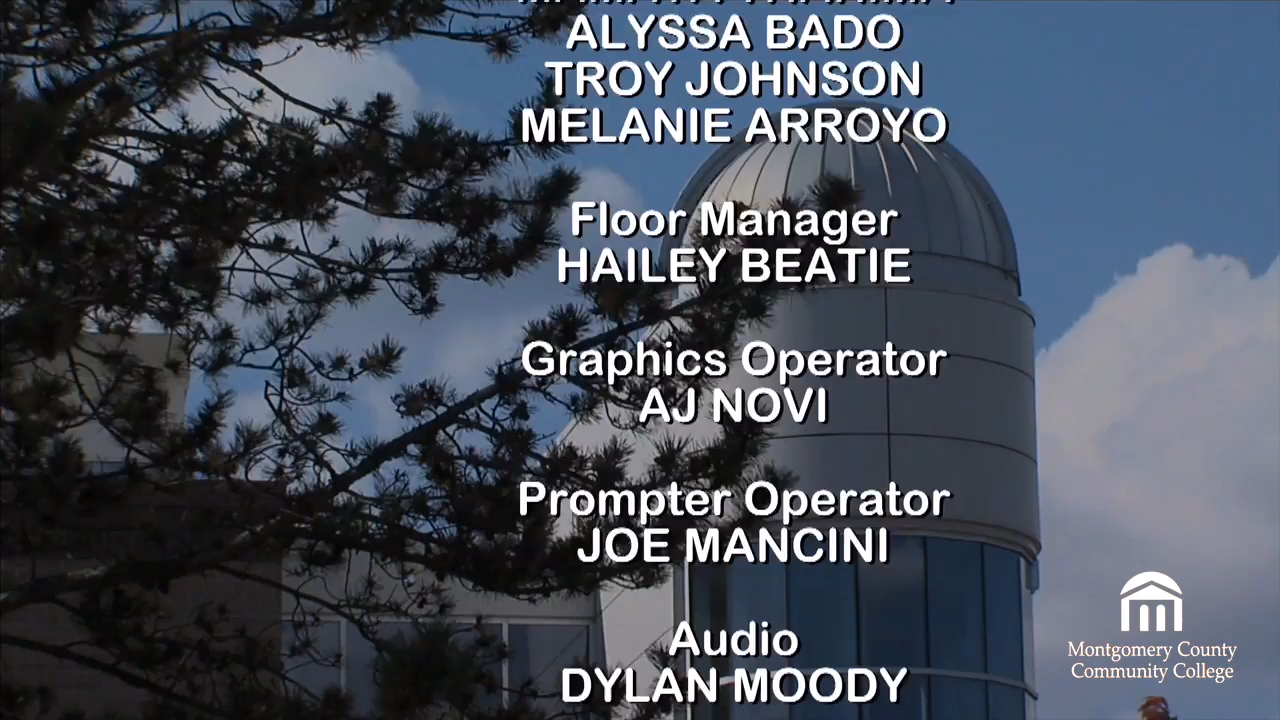 ALYSSA BADO
TROY JOHNSON
MELANIE ARROYO
Floor Manager
HAILEY BEATIE
Graphics Operator
AJ NOVI
Prompter Operator
JOE MANCINI
Audio
DYLAN MOODY
Montgomery County
Community College